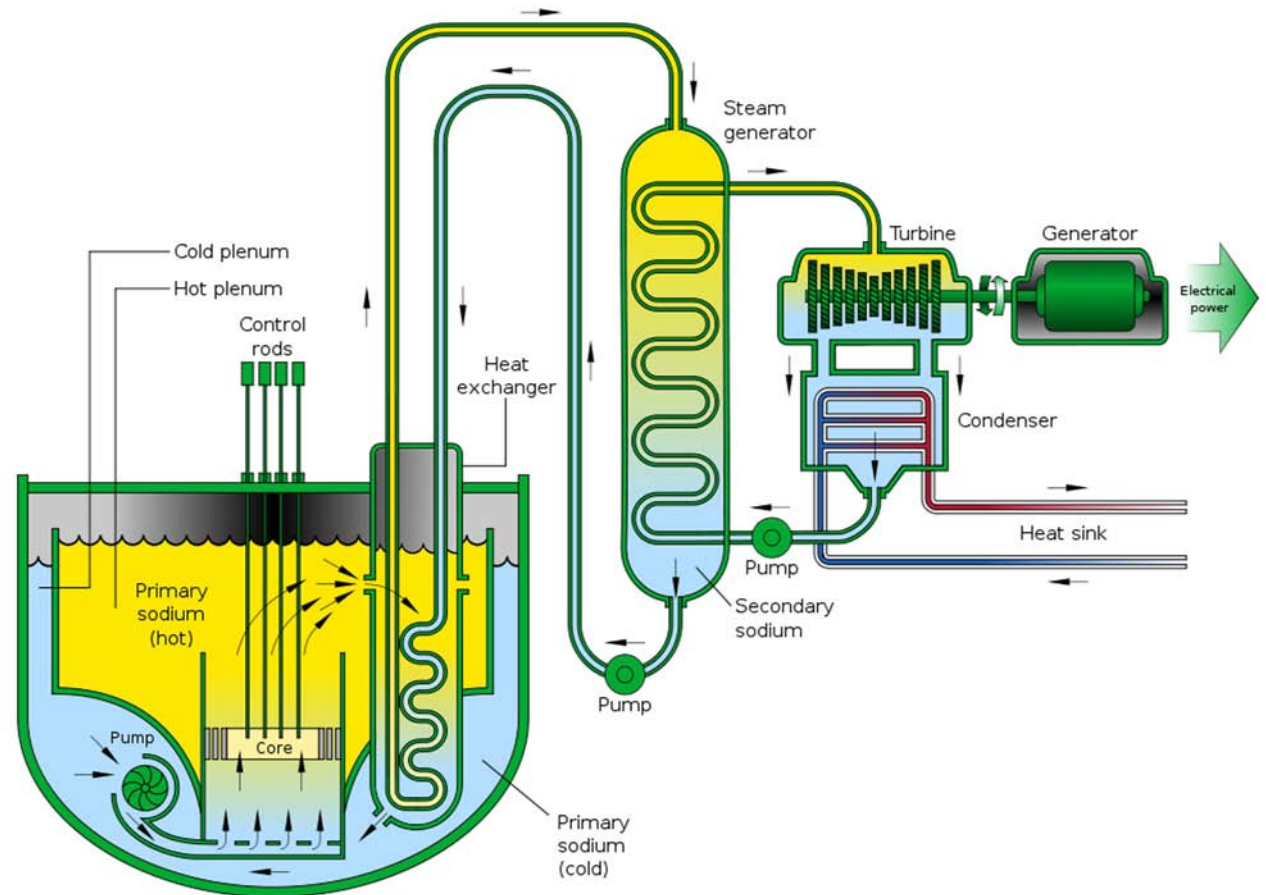 Steam
generator
Cold plenum
Hot plenum
Control
rods
Heat
exchanger
Turbine
Generator
Electrical
power
Condenser
Heat sink
Pump
Secondary
sodium
Pump
Primary
sodium
(hot)
Pump
Core
Primary
sodium
(cold)